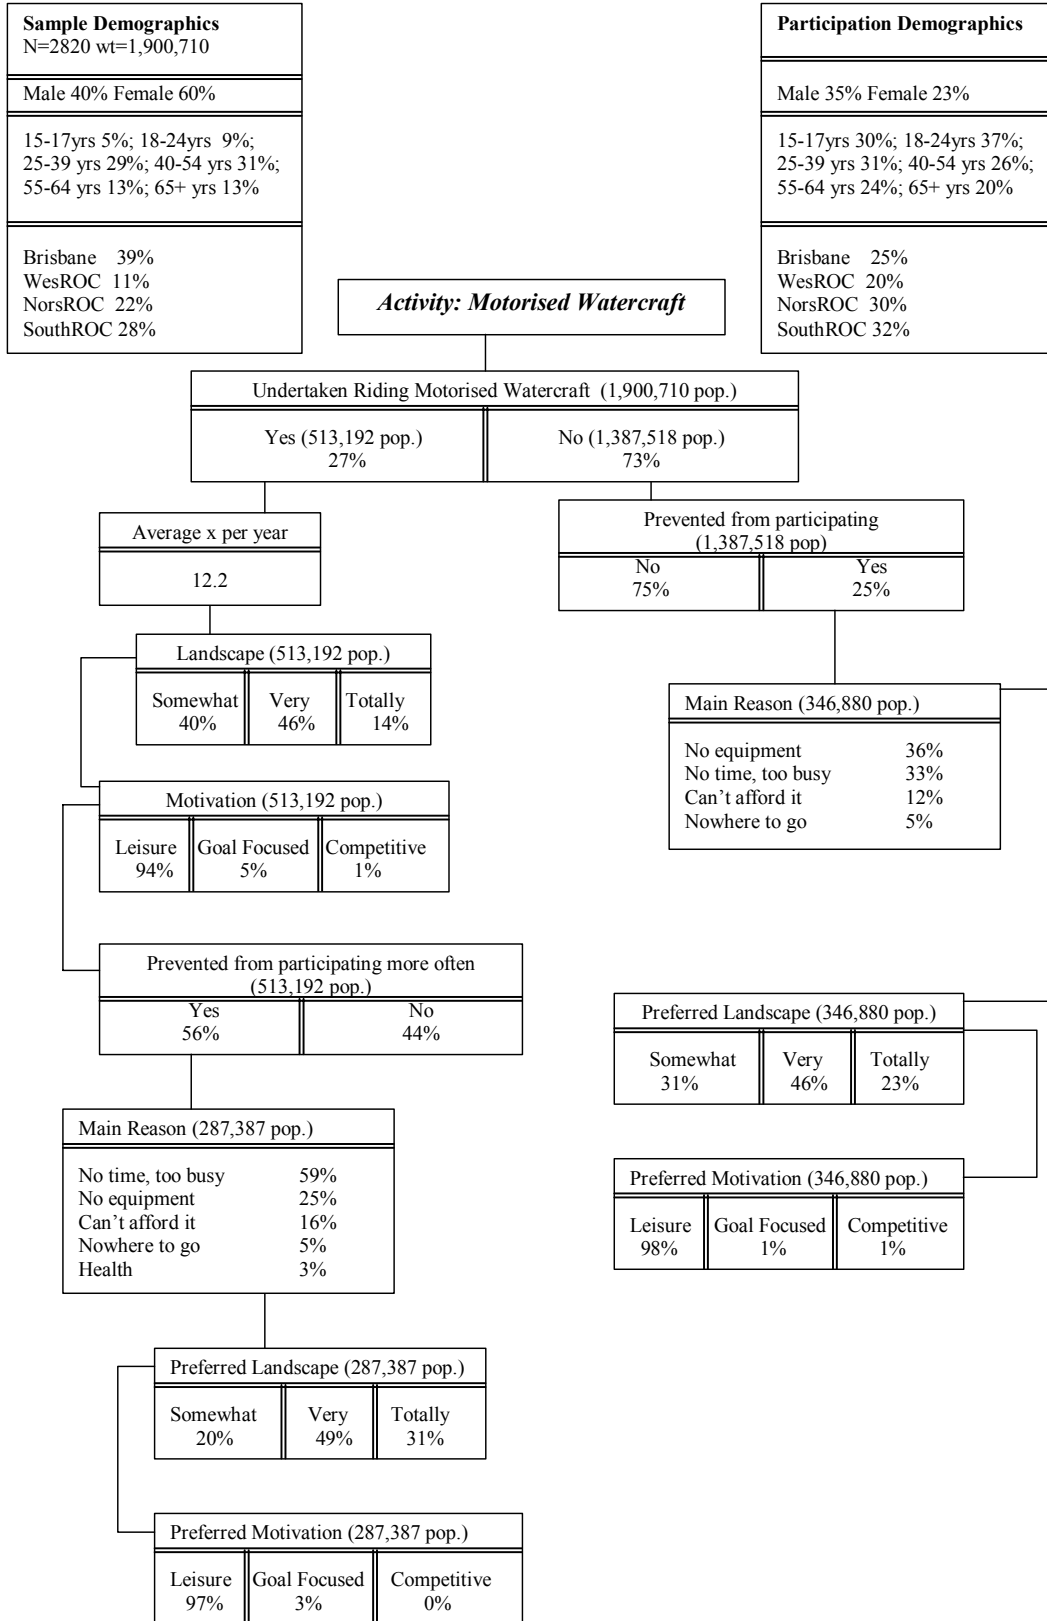 Sample Demographics
N=2820 wt=1,900,710
Male 40% Female 60%
15-17yrs 5%; 18-24yrs 9%;
25-39 yrs 29%; 40-54 yrs 31%;
55-64 yrs 13%; 65+ yrs 13%
Brisbane 39%
WesROC 11%
NorsROC 22%
SouthROC 28%
Participation Demographics
Male 35% Female 23%
15-17yrs 30%; 18-24yrs 37%;
25-39 yrs 31%; 40-54 yrs 26%;
55-64 yrs 24%; 65+ yrs 20%
Brisbane 25%
WesROC 20%
NorsROC 30%
SouthROC 32%
Activity: Motorised Watercraft
Undertaken Riding Motorised Watercraft (1,900,710 pop.)
Yes (513,192 pop.)
27%
No (1,387,518 pop.)
73%
Average x per year
12.2
Prevented from participating
(1,387,518 pop)
No
75%
Yes
25%
Landscape (513,192 pop.)
Somewhat
40%
Very
46%
Totally
14%
Main Reason (346,880 pop.)
No equipment 36%
No time, too busy 33%
Can't afford it 12%
Nowhere to go 5%
Motivation (513,192 pop.)
Leisure
94%
Goal Focused
5%
Competitive
1%
Prevented from participating more often
(513,192 pop.)
Yes
56%
No
44%
Preferred Landscape (346,880 pop.)
Somewhat
31%
Very
46%
Totally
23%
Main Reason (287,387 pop.)
No time, too busy 59%
No equipment 25%
Can't afford it 16%
Nowhere to go 5%
Health 3%
Preferred Motivation (346,880 pop.)
Leisure
98%
Goal Focused
1%
Competitive
1%
Preferred Landscape (287,387 pop.)
Somewhat
20%
Very
49%
Totally
31%
Preferred Motivation (287,387 pop.)
Leisure
97%
Goal Focused
3%
Competitive
0%